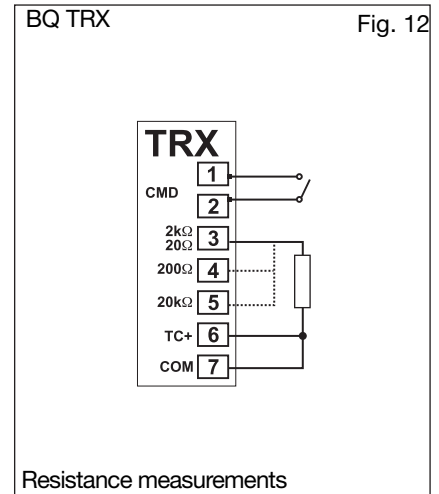 BQ TRX
Fig. 12
TRX
1
CMD
2
2kΩ
20Ω
3
200Ω 4
20kΩ 5
TC+ 6
COM 7
Resistance measurements